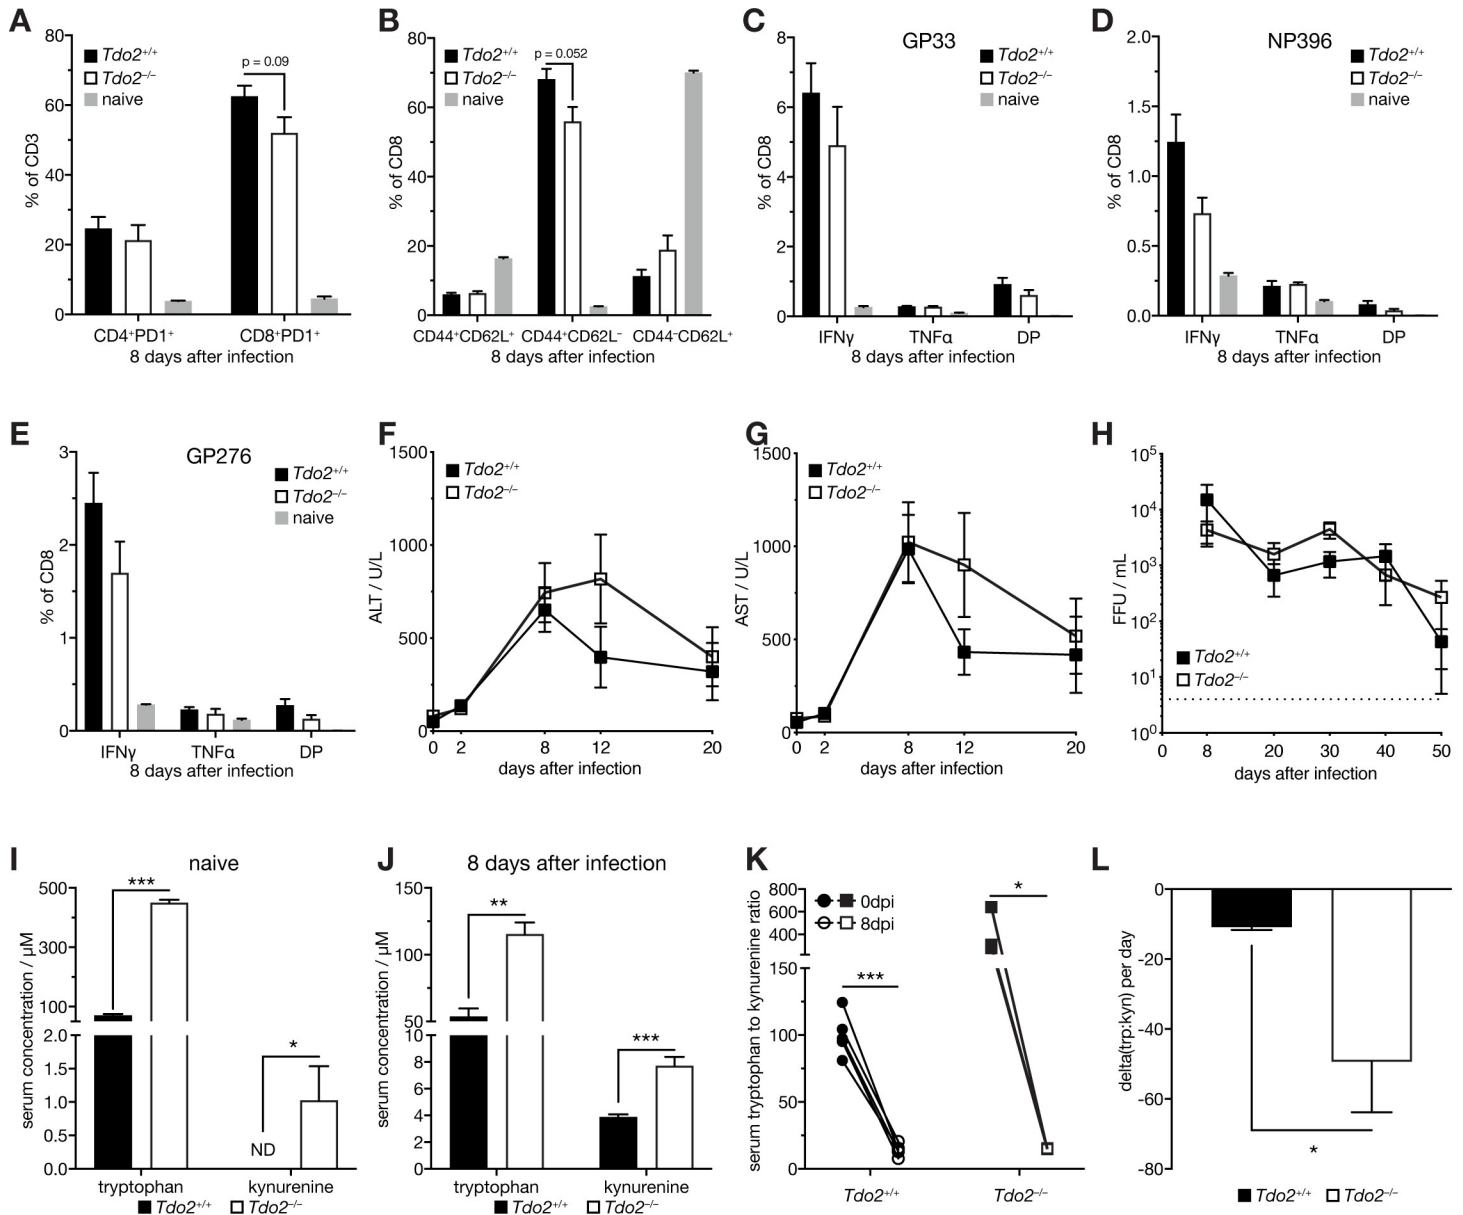 A
80
60
40
20
0
% of CD3
Tdo2+/+
Tdo2–/–
naive
p = 0.09
CD4+PD1+ CD8+PD1+
8 days after infection
B
80
60
40
20
0
% of CD8
Tdo2+/+
Tdo2–/–
naive
p = 0.052
CD44+CD62L+ CD44+CD62L– CD44–CD62L+
8 days after infection
C
GP33
8
6
4
2
0
% of CD8
Tdo2+/+
Tdo2–/–
naive
IFNγ TNFα DP
8 days after infection
D
NP396
2.0
1.5
1.0
0.5
0.0
% of CD8
Tdo2+/+
Tdo2–/–
naive
IFNγ TNFα DP
8 days after infection
E
GP276
3
2
1
0
% of CD8
Tdo2+/+
Tdo2–/–
naive
IFNγ TNFα DP
8 days after infection
F
1500
1000
500
0
ALT / U/L
Tdo2+/+
Tdo2–/–
0 2 8 12 20
days after infection
G
1500
1000
500
0
AST / U/L
Tdo2+/+
Tdo2–/–
0 2 8 12 20
days after infection
H
105
104
103
102
101
100
FFU / mL
Tdo2+/+
Tdo2–/–
0 8 20 30 40 50
days after infection
I
naive
500
300
100
2.0
1.5
1.0
0.5
0.0
serum concentration / µM
***
*
ND
tryptophan kynurenine
Tdo2+/+ Tdo2–/–
J
8 days after infection
150
100
50
10
8
6
4
2
0
serum concentration / µM
**
***
tryptophan kynurenine
Tdo2+/+ Tdo2–/–
K
800
600
400
150
100
50
0
serum tryptophan to kynurenine ratio
0dpi
8dpi
***
*
Tdo2+/+ Tdo2–/–
L
0
-20
-40
-60
-80
delta(trp:kyn) per day
*
Tdo2+/+ Tdo2–/–